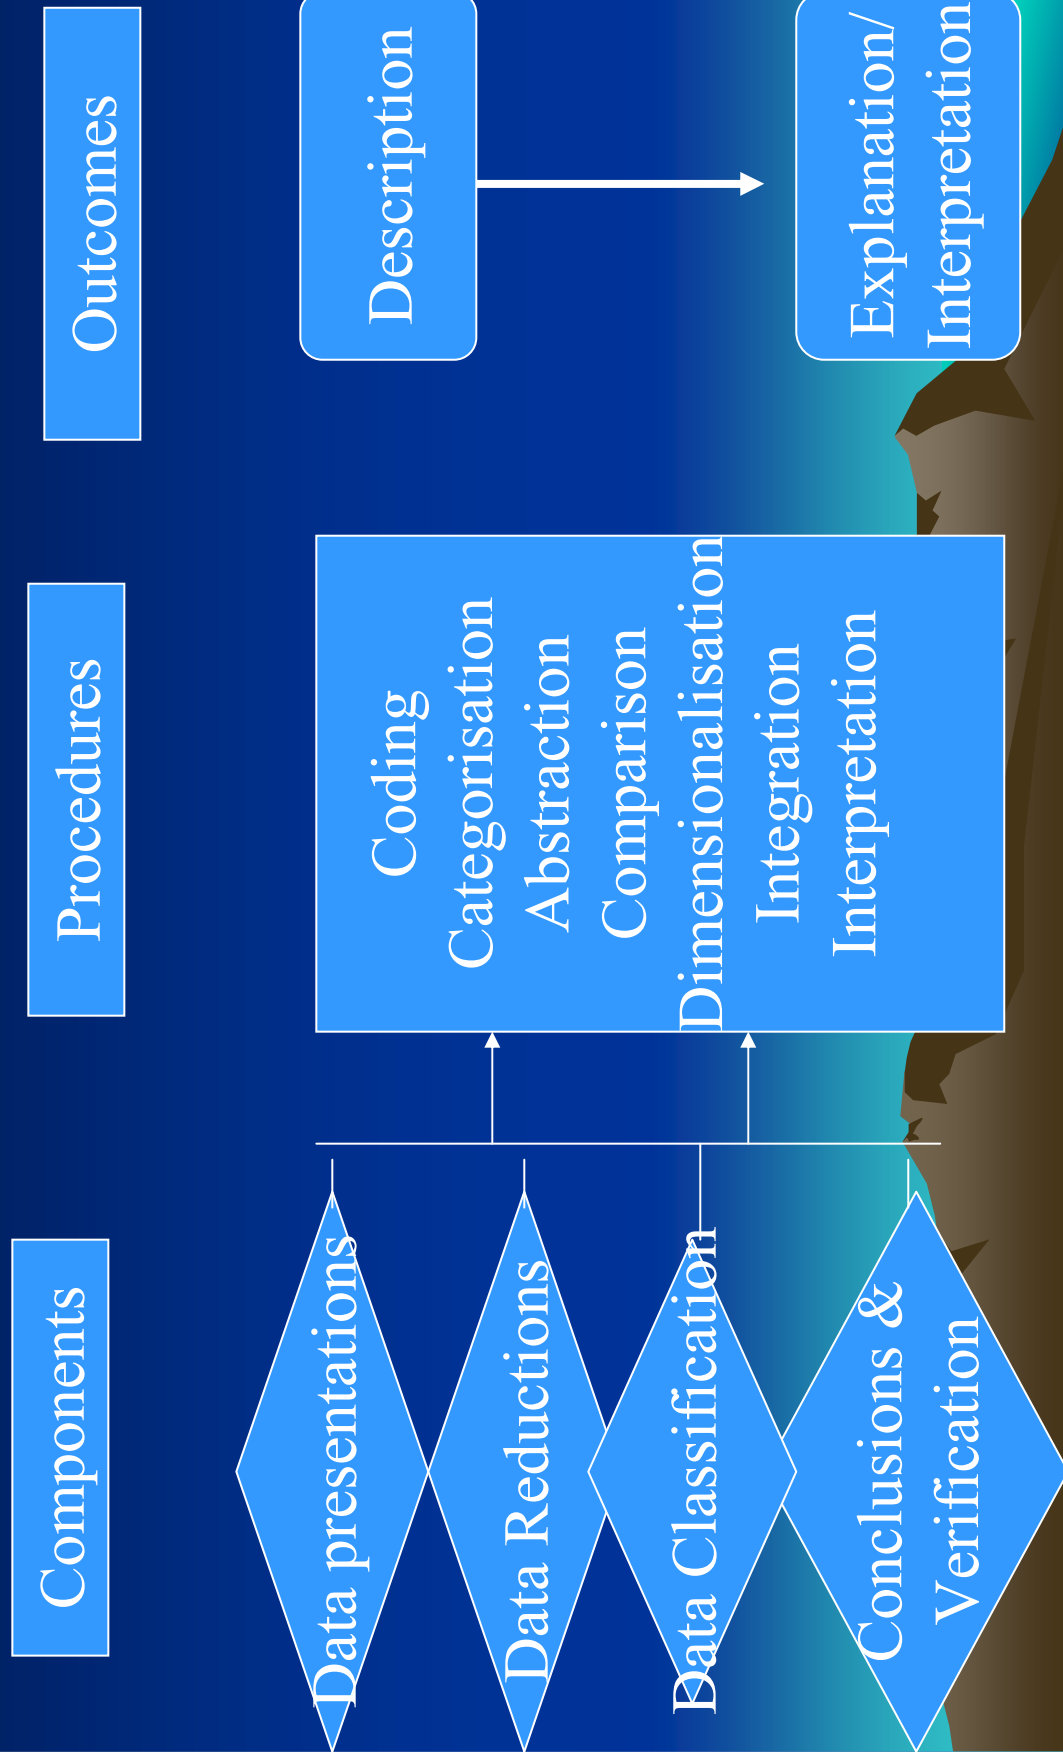 Components
Procedures
Outcomes
Data presentations
Data Reductions
Data Classification
Conclusions &
Verification
Coding
Categorisation
Abstraction
Comparison
Dimensionalisation
Integration
Interpretation
Description
Explanation/
Interpretation